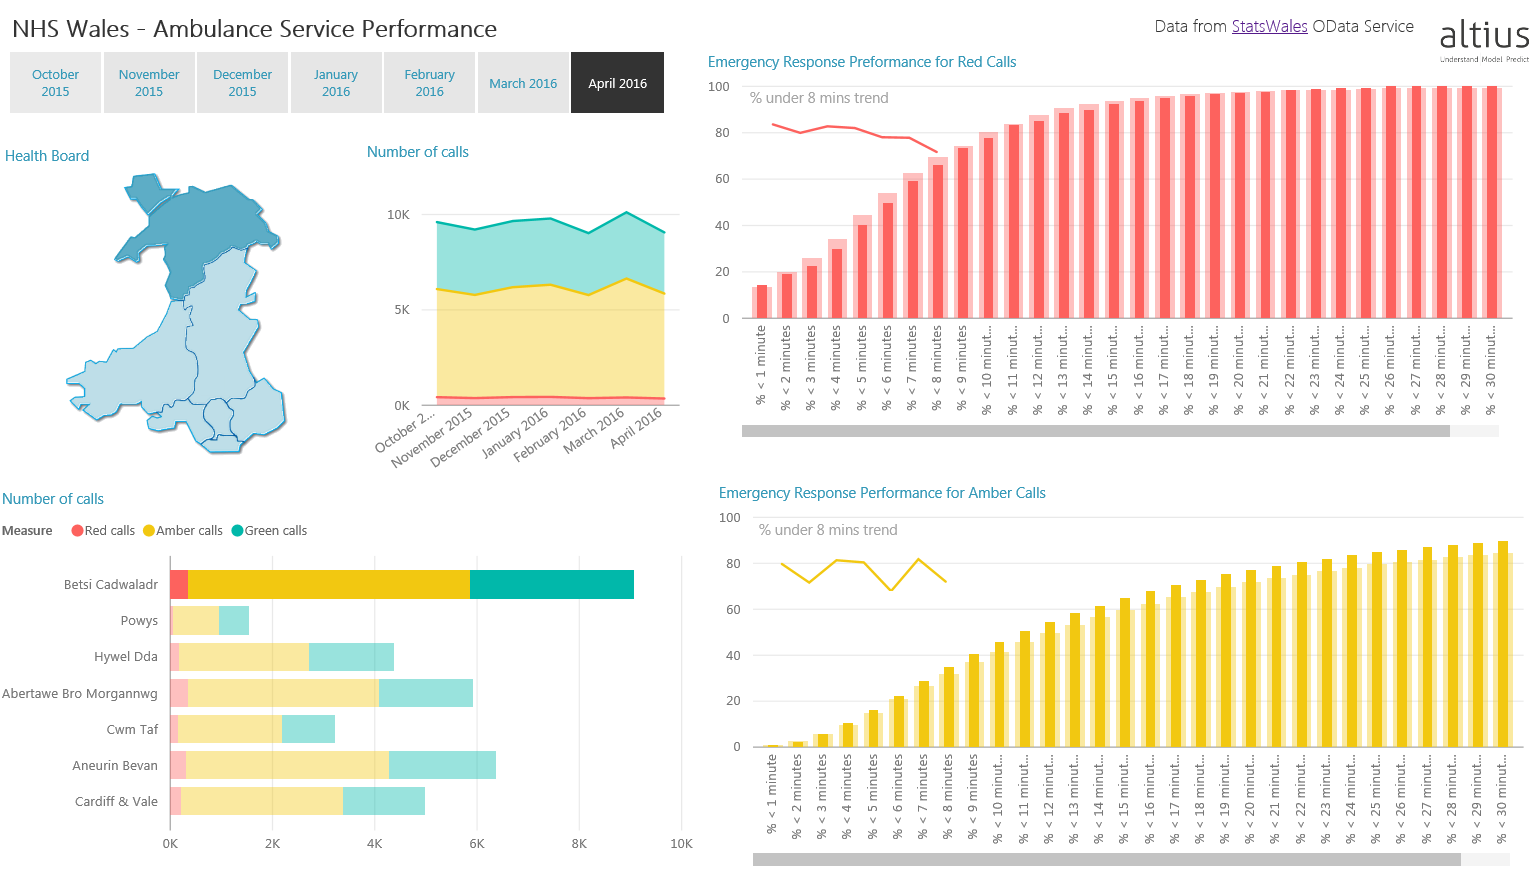 NHS Wales - Ambulance Service Performance
Data from StatsWales OData Service
altius
Understand Model Predict
October 2015
November 2015
December 2015
January 2016
February 2016
March 2016
April 2016
Health Board
Number of calls
10K
5K
0K
October 2...
November 2015
December 2015
January 2016
February 2016
March 2016
April 2016
Emergency Response Preformance for Red Calls
% under 8 mins trend
100
80
60
40
20
0
% < 1 minute
% < 2 minutes
% < 3 minutes
% < 4 minutes
% < 5 minutes
% < 6 minutes
% < 7 minutes
% < 8 minutes
% < 9 minutes
% < 10 minut...
% < 11 minut...
% < 12 minut...
% < 13 minut...
% < 14 minut...
% < 15 minut...
% < 16 minut...
% < 17 minut...
% < 18 minut...
% < 19 minut...
% < 20 minut...
% < 21 minut...
% < 22 minut...
% < 23 minut...
% < 24 minut...
% < 25 minut...
% < 26 minut...
% < 27 minut...
% < 28 minut...
% < 29 minut...
% < 30 minut...
Number of calls
Measure Red calls Amber calls Green calls
Betsi Cadwaladr
Powys
Hywel Dda
Abertawe Bro Morgannwg
Cwm Taf
Aneurin Bevan
Cardiff & Vale
0K 2K 4K 6K 8K 10K
Emergency Response Performance for Amber Calls
% under 8 mins trend
100
80
60
40
20
0
% < 1 minute
% < 2 minutes
% < 3 minutes
% < 4 minutes
% < 5 minutes
% < 6 minutes
% < 7 minutes
% < 8 minutes
% < 9 minutes
% < 10 minut...
% < 11 minut...
% < 12 minut...
% < 13 minut...
% < 14 minut...
% < 15 minut...
% < 16 minut...
% < 17 minut...
% < 18 minut...
% < 19 minut...
% < 20 minut...
% < 21 minut...
% < 22 minut...
% < 23 minut...
% < 24 minut...
% < 25 minut...
% < 26 minut...
% < 27 minut...
% < 28 minut...
% < 29 minut...
% < 30 minut...